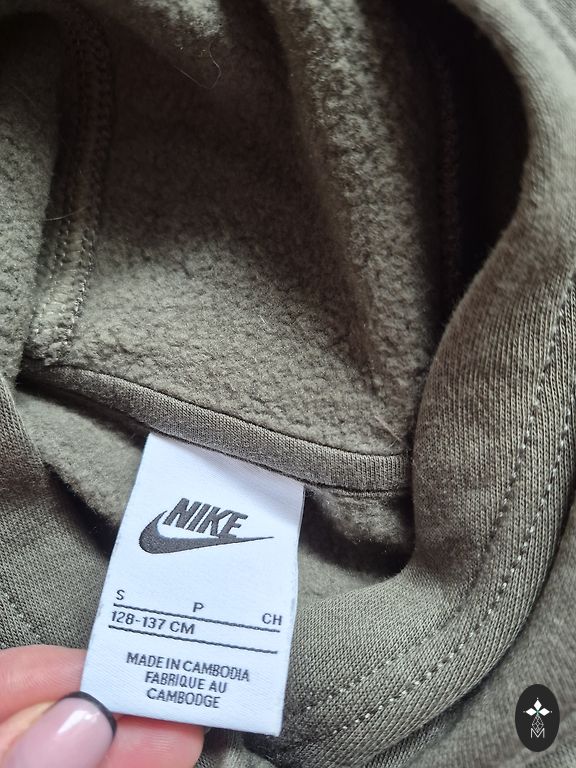 NIKE
S P CH
128-137 CM
MADE IN CAMBODIA
FABRIQUE AU
CAMBODGE
M